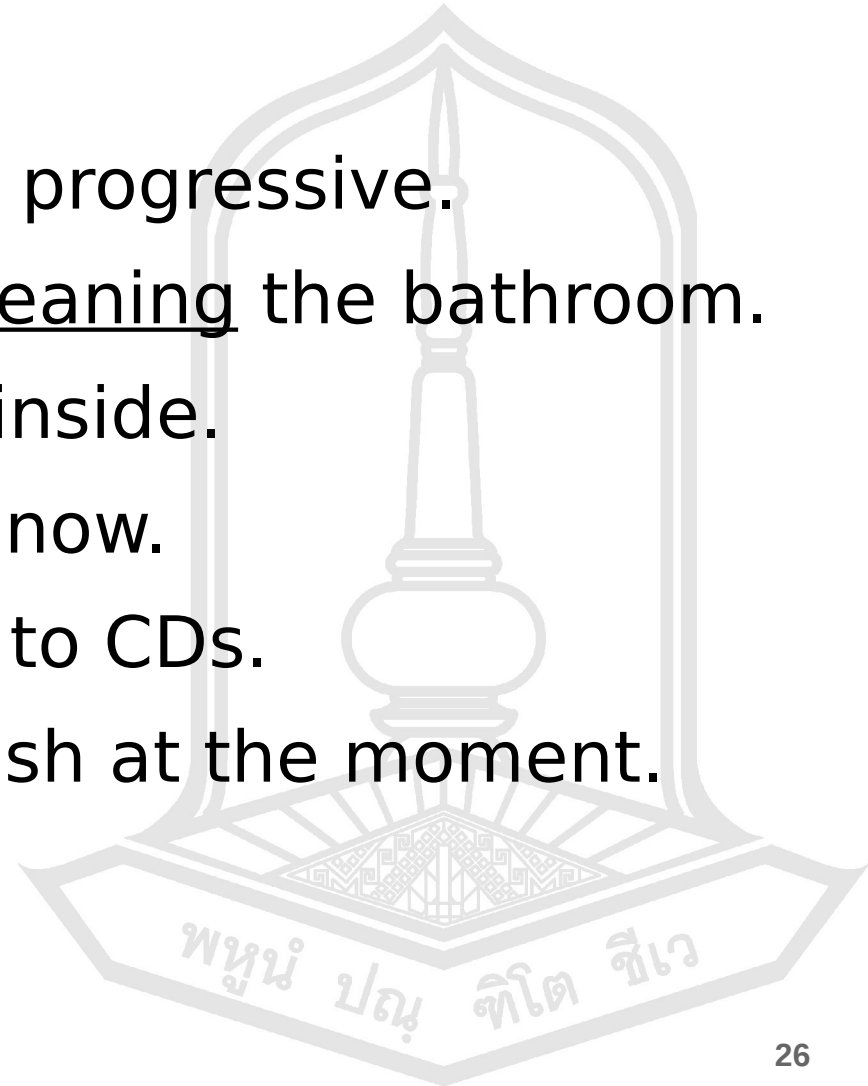 progressive.
eaning the bathroom.
inside.
now.
to CDs.
sh at the moment.
พหูนํ ปณฺฑิโต ชีเว
26